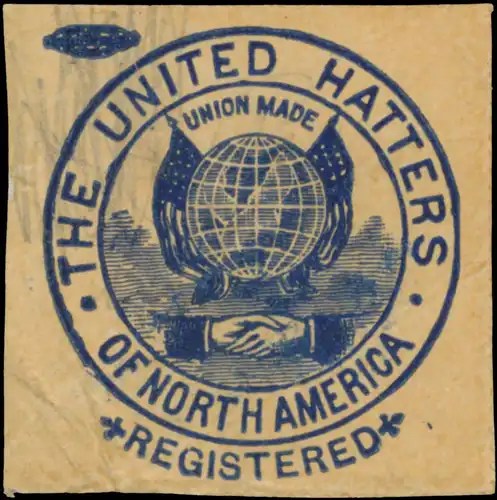 THE UNITED HATTERS
UNION MADE
OF NORTH AMERICA
REGISTERED